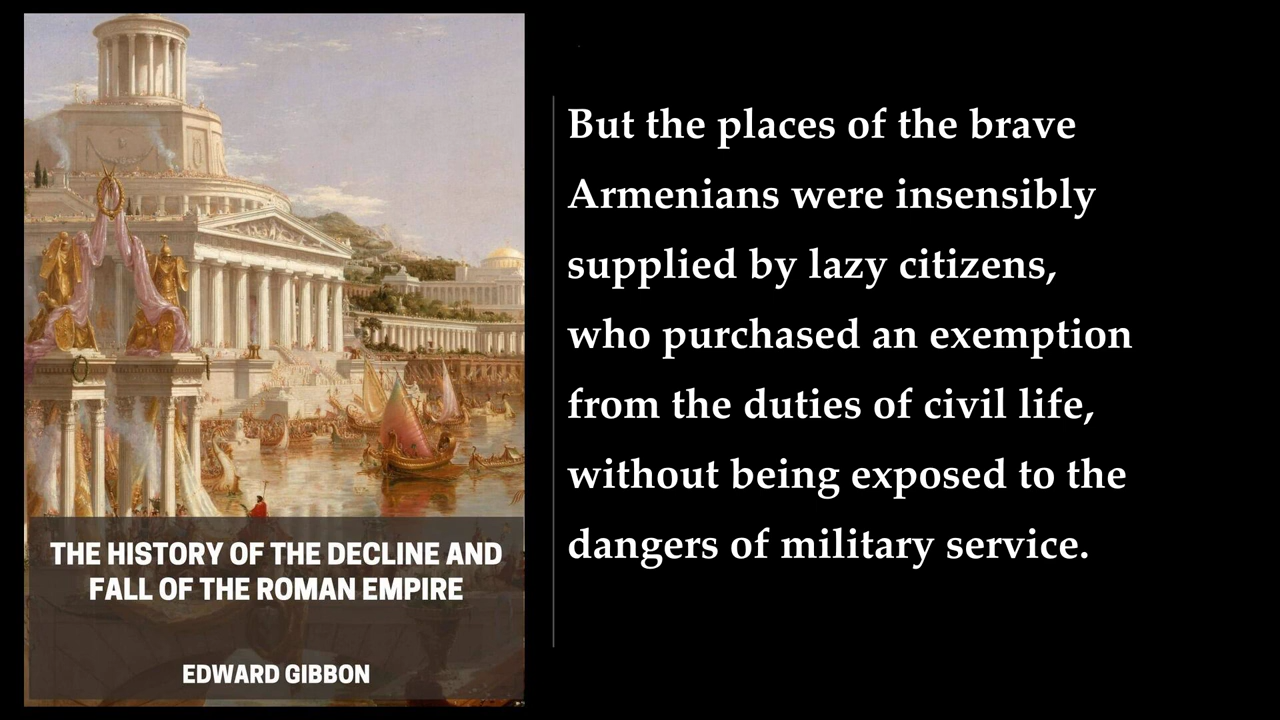 THE HISTORY OF THE DECLINE AND
FALL OF THE ROMAN EMPIRE
EDWARD GIBBON
But the places of the brave
Armenians were insensibly
supplied by lazy citizens,
who purchased an exemption
from the duties of civil life,
without being exposed to the
dangers of military service.